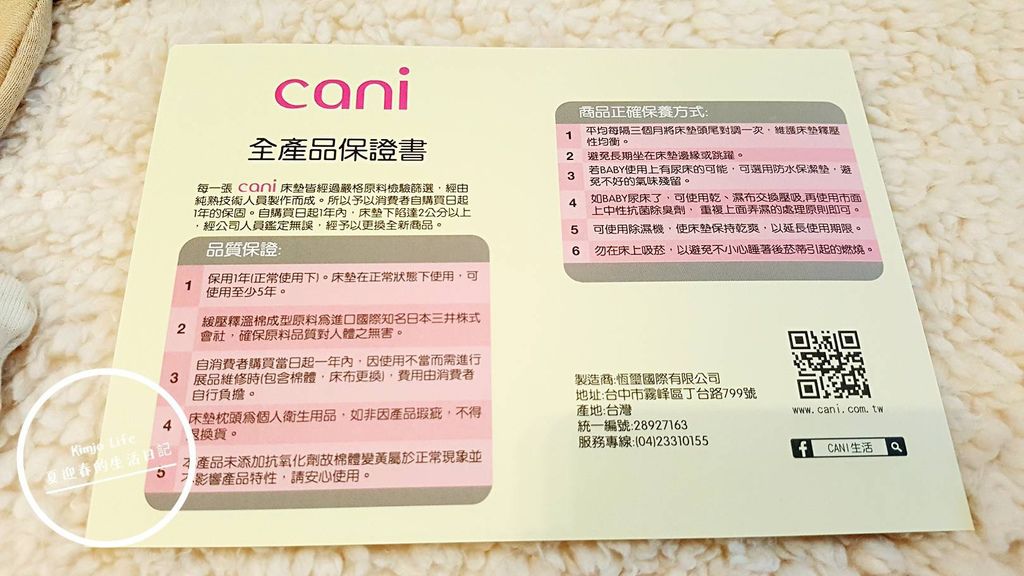 cani
全產品保證書
每一張 cani 床墊皆經過嚴格原料檢驗篩選，經由
純熟技術人員製作而成。所以予以消費者自購買日起
1年的保固。自購買日起1年內，床墊下陷達2公分以上
，經公司人員鑑定無誤，經予以更換全新商品。
品質保證:
1 保用1年(正常使用下)。床墊在正常狀態下使用，可
使用至少5年。
2 緩壓釋溫棉成型原料為進口國際知名日本三井株式
會社，確保原料品質對人體之無害。
3 自消費者購買當日起一年內，因使用不當而需進行
展品維修時(包含棉體，床布更換)，費用由消費者
自行負擔。
4 床墊枕頭為個人衛生用品，如非因產品瑕疵，不得
退換貨。
5 本產品未添加抗氧化劑故棉體變黃屬於正常現象並
不影響產品特性，請安心使用。
商品正確保養方式:
1 平均每隔三個月將床墊頭尾對調一次，維護床墊釋壓
性均衡。
2 避免長期坐在床墊邊緣或跳躍。
3 若BABY使用上有尿床的可能，可選用防水保潔墊，避
免不好的氣味殘留。
4 如BABY尿床了，可使用乾、濕布交換壓吸,再使用市面
上中性抗菌除臭劑， 重複上面弄濕的處理原則即可。
5 可使用除濕機，使床墊保持乾爽，以延長使用期限。
6 勿在床上吸菸，以避免不小心睡著後菸蒂引起的燃燒。
製造商:恆璽國際有限公司
地址:台中市霧峰區丁台路799號
產地:台灣
統一編號:28927163
服務專線:(04)23310155
www.cani.com.tw
f CANI生活
Kimja Life
夏迎春的生活日記